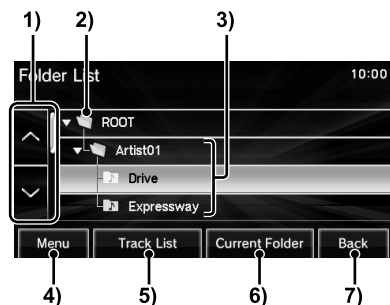 1) 2) 3)
Folder List 10:00
ROOT
Artist01
Drive
Expressway
Menu Track List Current Folder Back
4) 5) 6) 7)